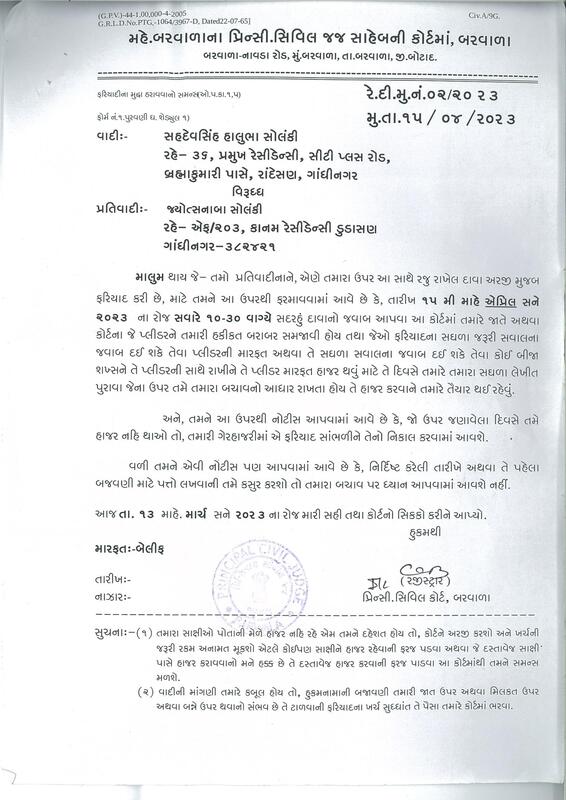 (G.P.V.)-44-1,00,000-4-2005
Civ.A/9G.
G.R.L.D.No.PTG,-1064/3967-D, Dated22-07-65]
મહે.બરવાળાના પ્રિન્સી.સિવિલ જજ સાહેબની કોર્ટમાં, બરવાળા
બરવાળા-નાવડા રોડ, મું.બરવાળા, તા.બરવાળા, જી.બોટાદ.
ફરિયાદીના મુદ્દા ઠરાવવાનો સમન્સ(ઓ.૫.કા.૧,૫)
રે.દી.મુ.નં.૦૨/૨૦૨૩
ફોર્મ નં.૧.પુરવણી ઘ. શેડ્યુલ ૧)
મુ.તા.૧૫/૦૪/૨૦૨૩
વાદી:- સહદેવસિંહ હાલુભા સોલંકી
રહે- ૩૬, પ્રમુખ રેસીડેન્સી, સીટી પ્લસ રોડ,
બ્રહ્માકુમારી પાસે, રાંદેસણ, ગાંધીનગર
વિરૂધ્ધ
પ્રતિવાદી:- જ્યોત્સનાબા સોલંકી
રહે- એફ/૨૦૩, કાનમ રેસીડેન્સી કુડાસણ
ગાંધીનગર-૩૮૨૪૨૧
માલુમ થાય જે- તમો પ્રતિવાદીનાને, એણે તમારા ઉપર આ સાથે રજુ રાખેલ દાવા અરજી મુજબ
ફરિયાદ કરી છે, માટે તમને આ ઉપરથી ફરમાવવામાં આવે છે કે, તારીખ ૧૫ મી માહે એપ્રિલ સને
૨૦૨૩ ના રોજ સવારે ૧૦-૩૦ વાગ્યે સદરહું દાવાનો જવાબ આપવા આ કોર્ટમાં તમારે જાતે અથવા
કોર્ટના જે પ્લીડરને તમારી હકીકત બરાબર સમજાવી હોય તથા જેઓ ફરિયાદના સઘળા જરૂરી સવાલના
જવાબ દઈ શકે તેવા પ્લીડરની મારફત અથવા તે સઘળા સવાલના જવાબ દઈ શકે તેવા કોઈ બીજા
શખ્સને તે પ્લીડરની સાથે રાખીને તે પ્લીડર મારફત હાજર થવું માટે તે દિવસે તમારે તમારા સઘળા લેખીત
પુરાવા જેના ઉપર તમે તમારા બચાવનો આધાર રાખતા હોય તે હાજર કરવાને તમારે તૈયાર થઈ રહેવું.
અને, તમને આ ઉપરથી નોટીસ આપવામાં આવે છે કે, જો ઉપર જણાવેલા દિવસે તમે
હાજર નહિ થાઓ તો, તમારી ગેરહાજરીમાં એ ફરિયાદ સાંભળીને તેનો નિકાલ કરવામાં આવશે.
વળી તમને એવી નોટીસ પણ આપવામાં આવે છે કે, નિર્દિષ્ટ કરેલી તારીખે અથવા તે પહેલા
બજવણી માટે પત્તો લખવાની તમે કસુર કરશો તો તમારા બચાવ પર ધ્યાન આપવામાં આવશે નહીં.
આજ તા. ૧૩ માહે. માર્ચ સને ૨૦૨૩ ના રોજ મારી સહી તથા કોર્ટનો સિક્કો કરીને આપ્યો.
હુકમથી
મારફત:-બેલીફ
PRINCIPAL CIVIL JUDGE
તારીખ:-
(રજીસ્ટ્રાર)
નાઝર:-
પ્રિન્સી.સિવિલ કોર્ટ, બરવાળા
સુચના:-(૧) તમારા સાક્ષીઓ પોતાની મેળે હાજર નહિ રહે એમ તમને દહેશત હોય તો, કોર્ટને અરજી કરશો અને ખર્ચની
જરૂરી રકમ અનામત મૂકશો એટલે કોઈપણ સાક્ષીને હાજર રહેવાની ફરજ પડવા અથવા જે દસ્તાવેજ સાક્ષી
પાસે હાજર કરાવવાનો મને હક્ક છે તે દસ્તાવેજ હાજર કરવાની ફરજ પાડવા આ કોર્ટમાંથી તમને સમન્સ
મળશે.
(૨) વાદીની માંગણી તમારે કબૂલ હોય તો, હુકમનામાની બજાવણી તમારી જાત ઉપર અથવા મિલકત ઉપર
અથવા બન્ને ઉપર થવાનો સંભવ છે તે ટાળવાની ફરિયાદના ખર્ચ સુદ્ધાંત તે પૈસા તમારે કોર્ટમાં ભરવા.